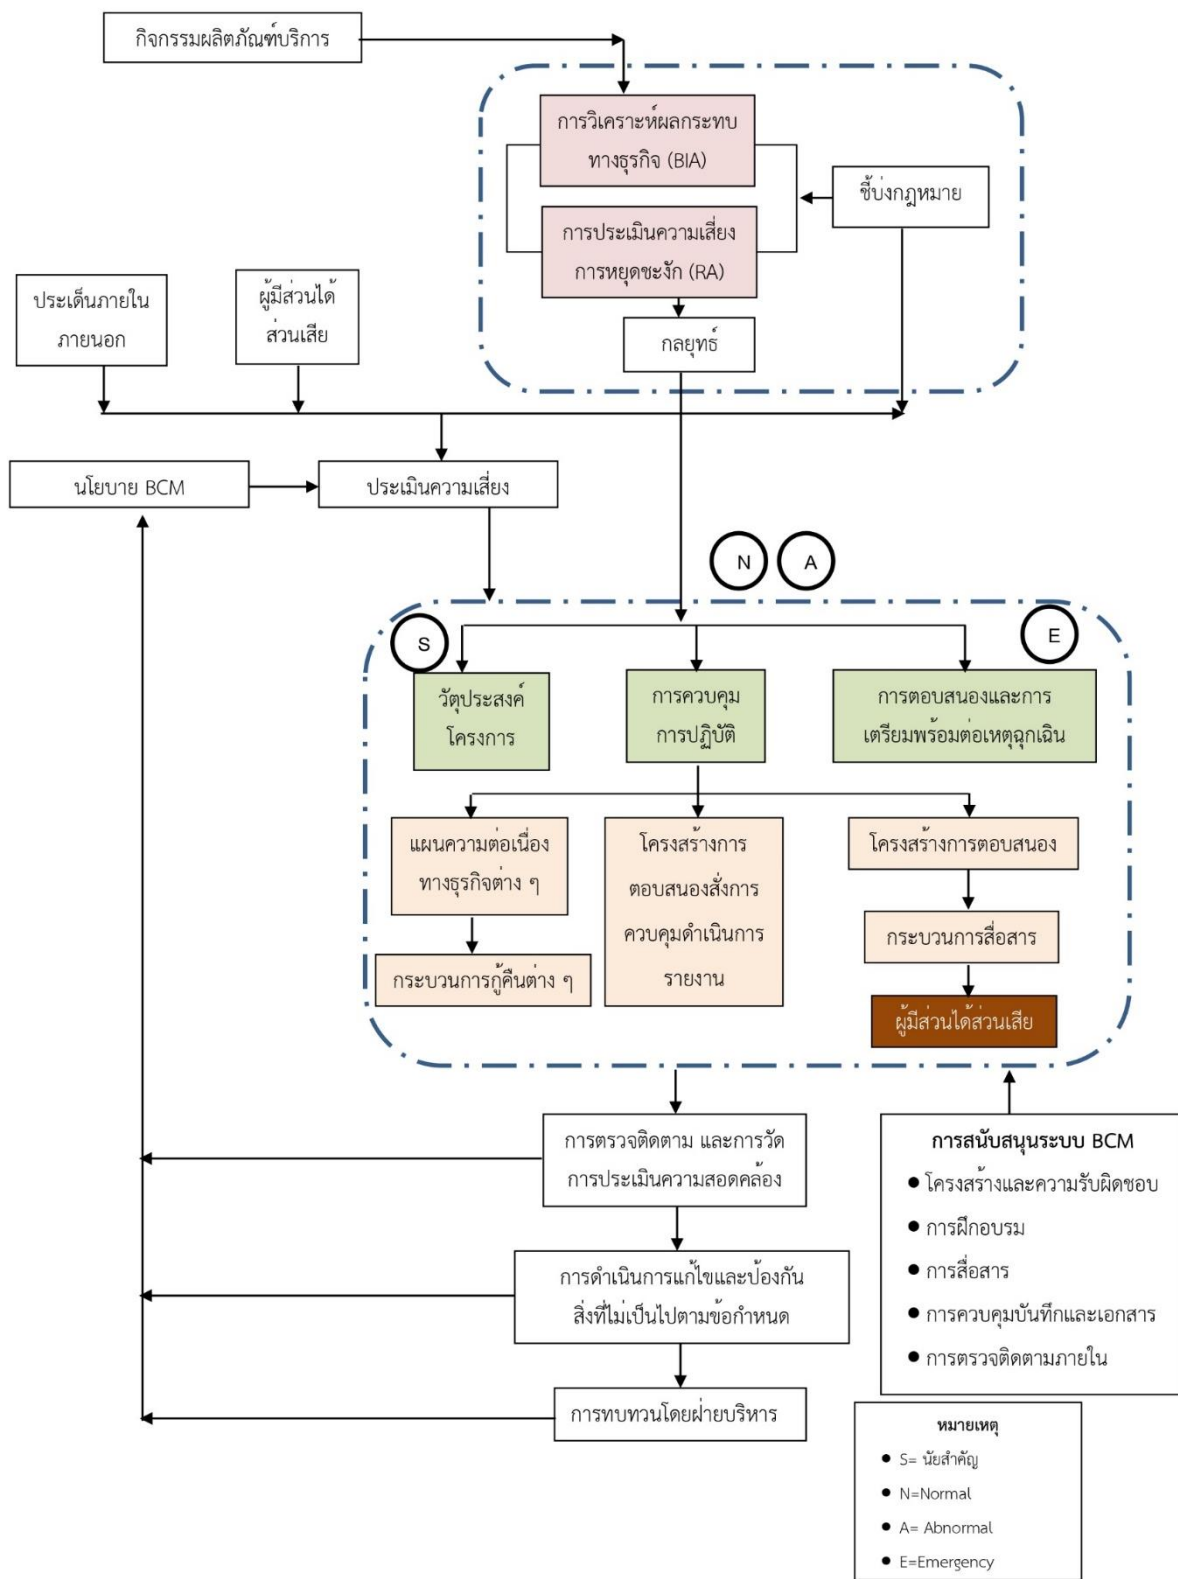 กิจกรรมผลิตภัณฑ์บริการ
การวิเคราะห์ผลกระทบ
ทางธุรกิจ (BIA)
ชี้บ่งกฎหมาย
การประเมินความเสี่ยง
การหยุดชะงัก (RA)
ประเด็นภายใน
ภายนอก
ผู้มีส่วนได้
ส่วนเสีย
กลยุทธ์
นโยบาย BCM
ประเมินความเสี่ยง
N
A
S
E
วัตุประสงค์
โครงการ
การควบคุม
การปฏิบัติ
การตอบสนองและการ
เตรียมพร้อมต่อเหตุฉุกเฉิน
แผนความต่อเนื่อง
ทางธุรกิจต่าง ๆ
กระบวนการกู้คืนต่าง ๆ
โครงสร้างการ
ตอบสนองสั่งการ
ควบคุมดำเนินการ
รายงาน
โครงสร้างการตอบสนอง
กระบวนการสื่อสาร
ผู้มีส่วนได้ส่วนเสีย
การตรวจติดตาม และการวัด
การประเมินความสอดคล้อง
การดำเนินการแก้ไขและป้องกัน
สิ่งที่ไม่เป็นไปตามข้อกำหนด
การทบทวนโดยฝ่ายบริหาร
การสนับสนุนระบบ BCM
● โครงสร้างและความรับผิดชอบ
● การฝึกอบรม
● การสื่อสาร
● การควบคุมบันทึกและเอกสาร
● การตรวจติดตามภายใน
หมายเหตุ
● S= นัยสำคัญ
● N=Normal
● A= Abnormal
● E=Emergency